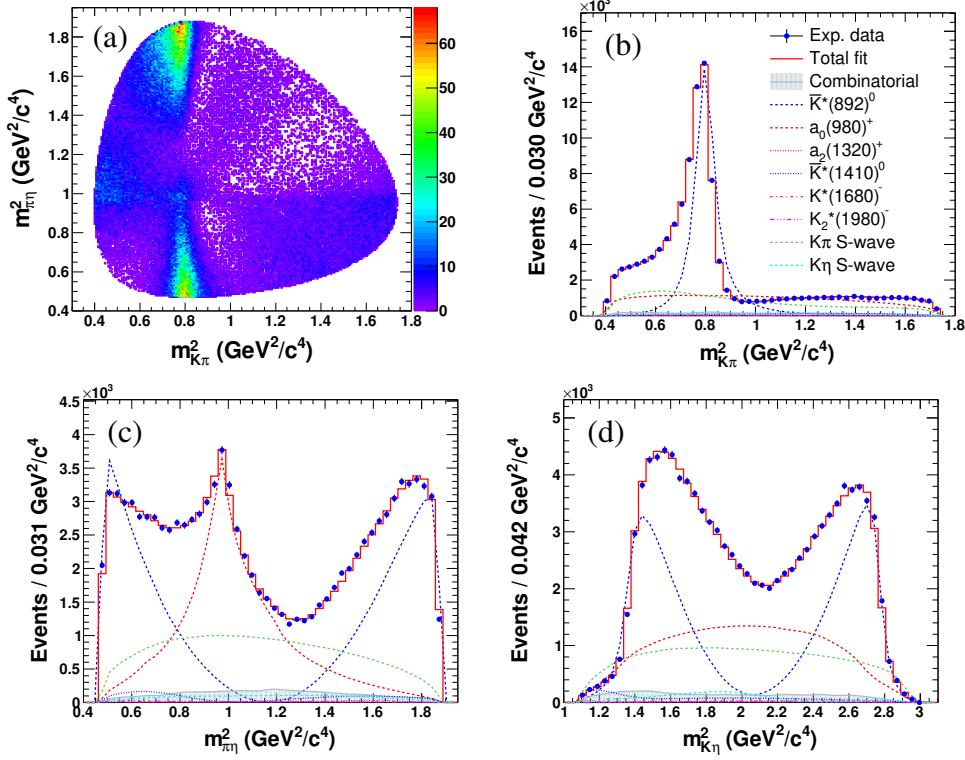 (a)
m²πη (GeV²/c⁴)
1.8
1.6
1.4
1.2
1
0.8
0.6
0.4
0.4 0.6 0.8 1 1.2 1.4 1.6 1.8
m²Kπ (GeV²/c⁴)
60
50
40
30
20
10
0
×10³
(b)
Events / 0.030 GeV²/c⁴
16
14
12
10
8
6
4
2
0
0.4 0.6 0.8 1 1.2 1.4 1.6 1.8
m²Kπ (GeV²/c⁴)
Exp. data
Total fit
Combinatorial
K̅*(892)⁰
a₀(980)⁺
a₂(1320)⁺
K̅*(1410)⁰
K*(1680)⁻
K₂*(1980)⁻
Kπ S-wave
Kη S-wave
×10³
(c)
Events / 0.031 GeV²/c⁴
4.5
4
3.5
3
2.5
2
1.5
1
0.5
0
0.4 0.6 0.8 1 1.2 1.4 1.6 1.8
m²πη (GeV²/c⁴)
×10³
(d)
Events / 0.042 GeV²/c⁴
5
4
3
2
1
0
1 1.2 1.4 1.6 1.8 2 2.2 2.4 2.6 2.8 3
m²Kη (GeV²/c⁴)